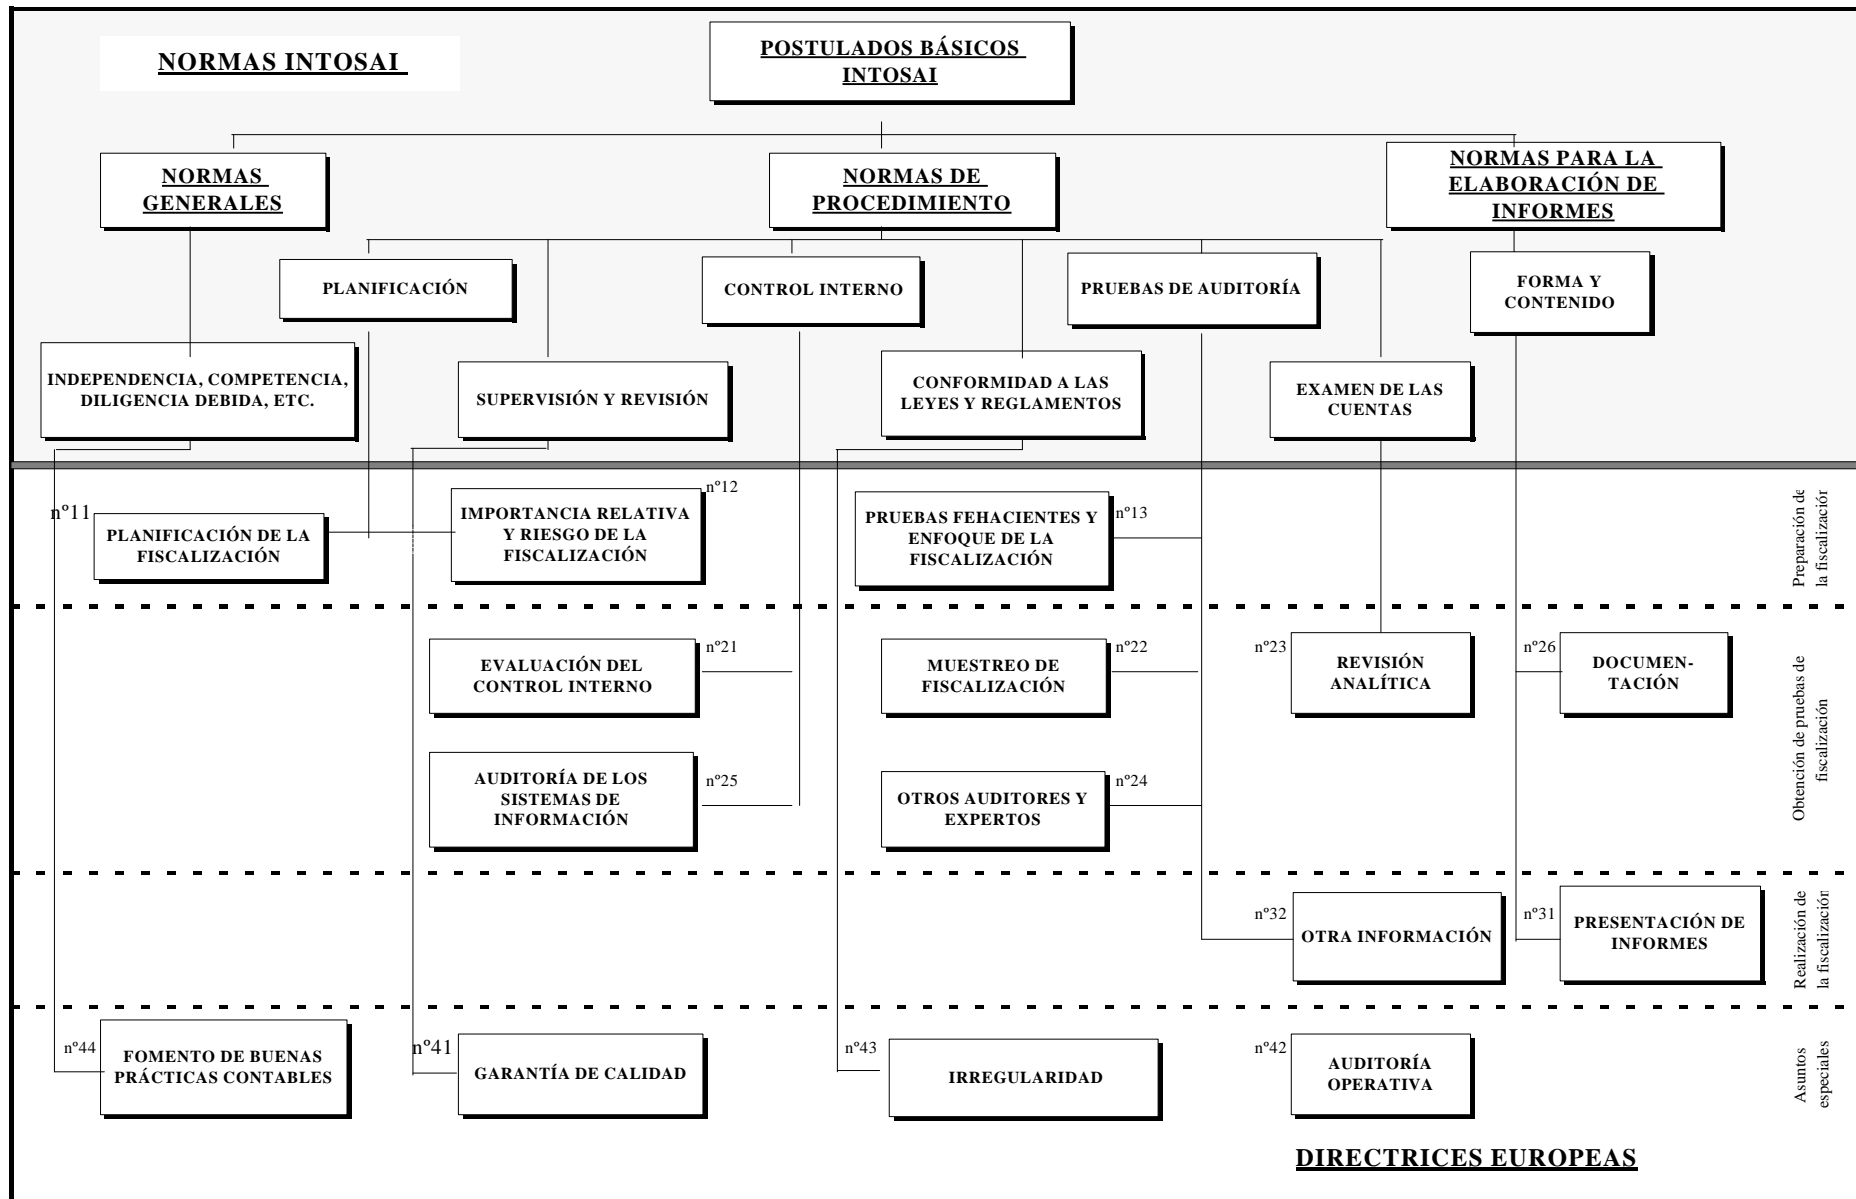 NORMAS INTOSAI
POSTULADOS BÁSICOS
INTOSAI
NORMAS
GENERALES
NORMAS DE
PROCEDIMIENTO
NORMAS PARA LA
ELABORACIÓN DE
INFORMES
PLANIFICACIÓN
CONTROL INTERNO
PRUEBAS DE AUDITORÍA
FORMA Y
CONTENIDO
INDEPENDENCIA, COMPETENCIA,
DILIGENCIA DEBIDA, ETC.
SUPERVISIÓN Y REVISIÓN
CONFORMIDAD A LAS
LEYES Y REGLAMENTOS
EXAMEN DE LAS
CUENTAS
nº11
PLANIFICACIÓN DE LA
FISCALIZACIÓN
nº12
IMPORTANCIA RELATIVA
Y RIESGO DE LA
FISCALIZACIÓN
nº13
PRUEBAS FEHACIENTES Y
ENFOQUE DE LA
FISCALIZACIÓN
Preparación de
la fiscalización
nº21
EVALUACIÓN DEL
CONTROL INTERNO
nº22
MUESTREO DE
FISCALIZACIÓN
nº23
REVISIÓN
ANALÍTICA
nº26
DOCUMEN-
TACIÓN
nº25
AUDITORÍA DE LOS
SISTEMAS DE
INFORMACIÓN
nº24
OTROS AUDITORES Y
EXPERTOS
Obtención de pruebas de
fiscalización
nº32
OTRA INFORMACIÓN
nº31
PRESENTACIÓN DE
INFORMES
Realización de
la fiscalización
nº44
FOMENTO DE BUENAS
PRÁCTICAS CONTABLES
nº41
GARANTÍA DE CALIDAD
nº43
IRREGULARIDAD
nº42
AUDITORÍA
OPERATIVA
Asuntos
especiales
DIRECTRICES EUROPEAS